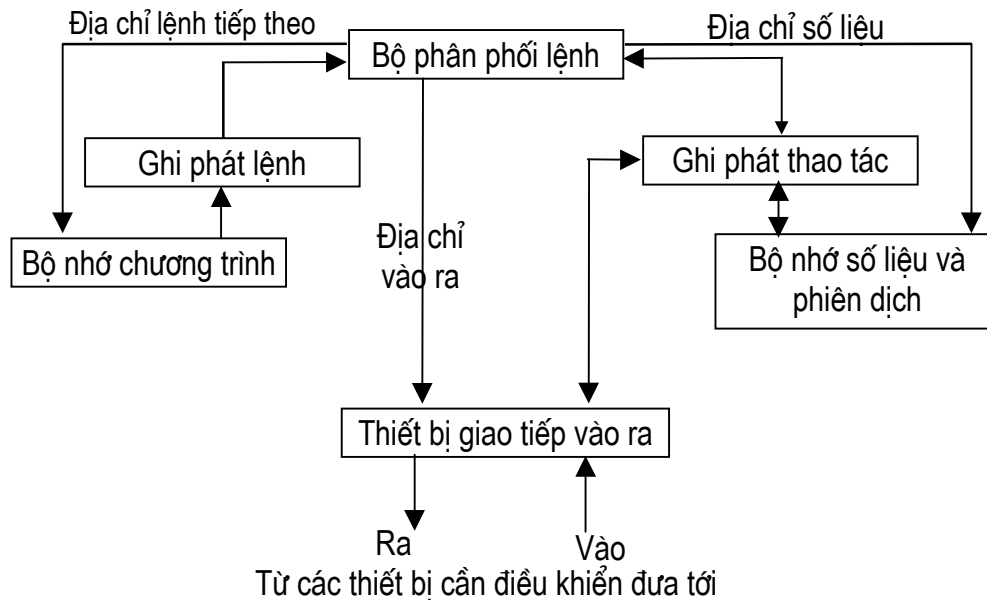 Địa chỉ lệnh tiếp theo
Địa chỉ số liệu
Bộ phân phối lệnh
Ghi phát lệnh
Ghi phát thao tác
Bộ nhớ chương trình
Địa chỉ
vào ra
Bộ nhớ số liệu và
phiên dịch
Thiết bị giao tiếp vào ra
Ra
Vào
Từ các thiết bị cần điều khiển đưa tới